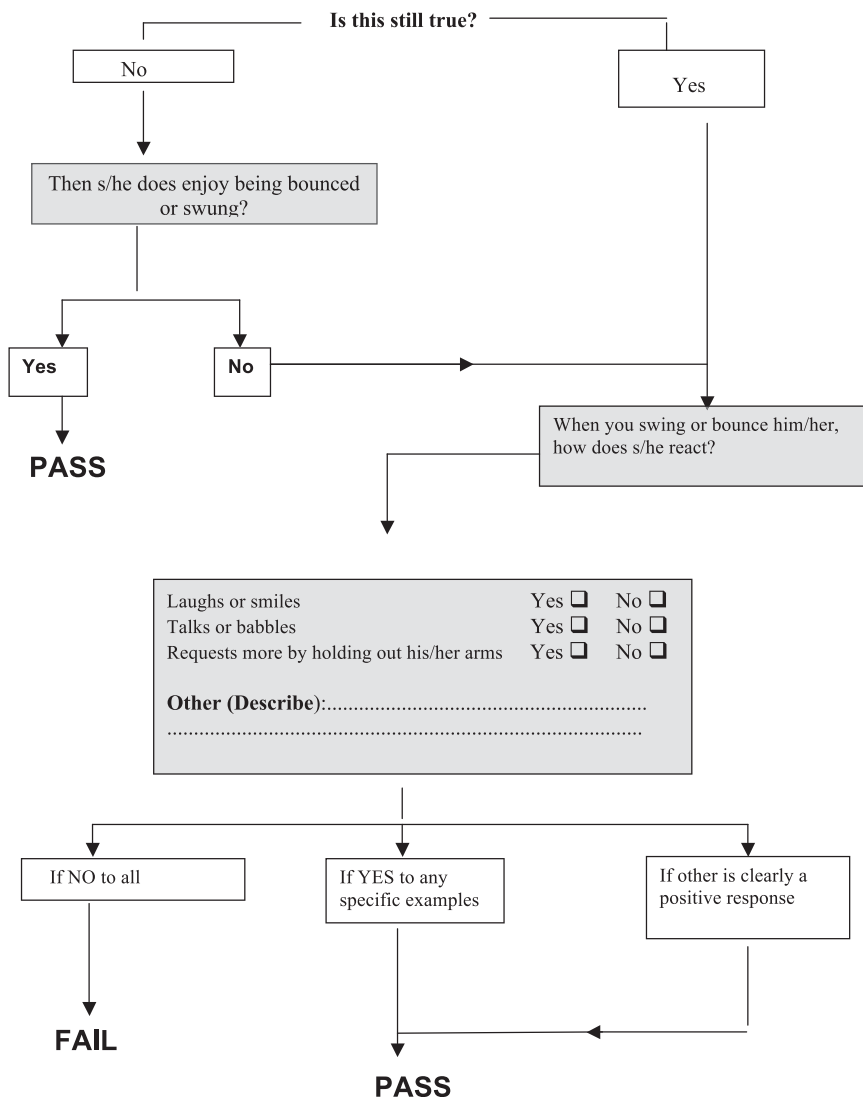 Is this still true?
No
Yes
Then s/he does enjoy being bounced
or swung?
Yes
No
PASS
When you swing or bounce him/her,
how does s/he react?
Laughs or smiles Yes ❑ No ❑
Talks or babbles Yes ❑ No ❑
Requests more by holding out his/her arms Yes ❑ No ❑
Other (Describe):.............................................................
..........................................................................................
If NO to all
If YES to any
specific examples
If other is clearly a
positive response
FAIL
PASS